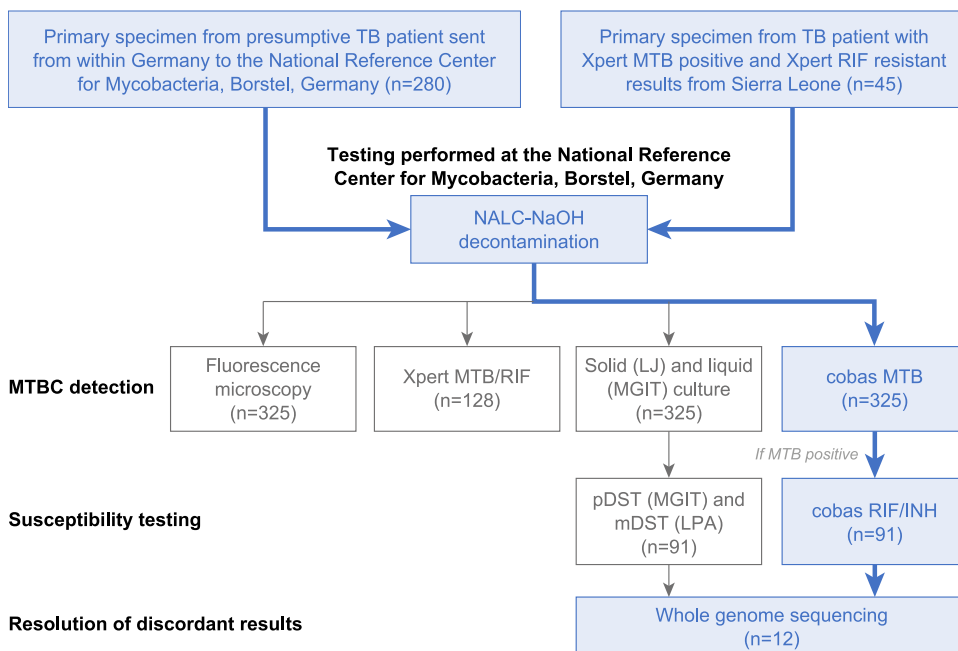 Primary specimen from presumptive TB patient sent
from within Germany to the National Reference Center
for Mycobacteria, Borstel, Germany (n=280)
Primary specimen from TB patient with
Xpert MTB positive and Xpert RIF resistant
results from Sierra Leone (n=45)
Testing performed at the National Reference
Center for Mycobacteria, Borstel, Germany
NALC-NaOH
decontamination
MTBC detection
Fluorescence
microscopy
(n=325)
Xpert MTB/RIF
(n=128)
Solid (LJ) and liquid
(MGIT) culture
(n=325)
cobas MTB
(n=325)
If MTB positive
Susceptibility testing
pDST (MGIT) and
mDST (LPA)
(n=91)
cobas RIF/INH
(n=91)
Resolution of discordant results
Whole genome sequencing
(n=12)